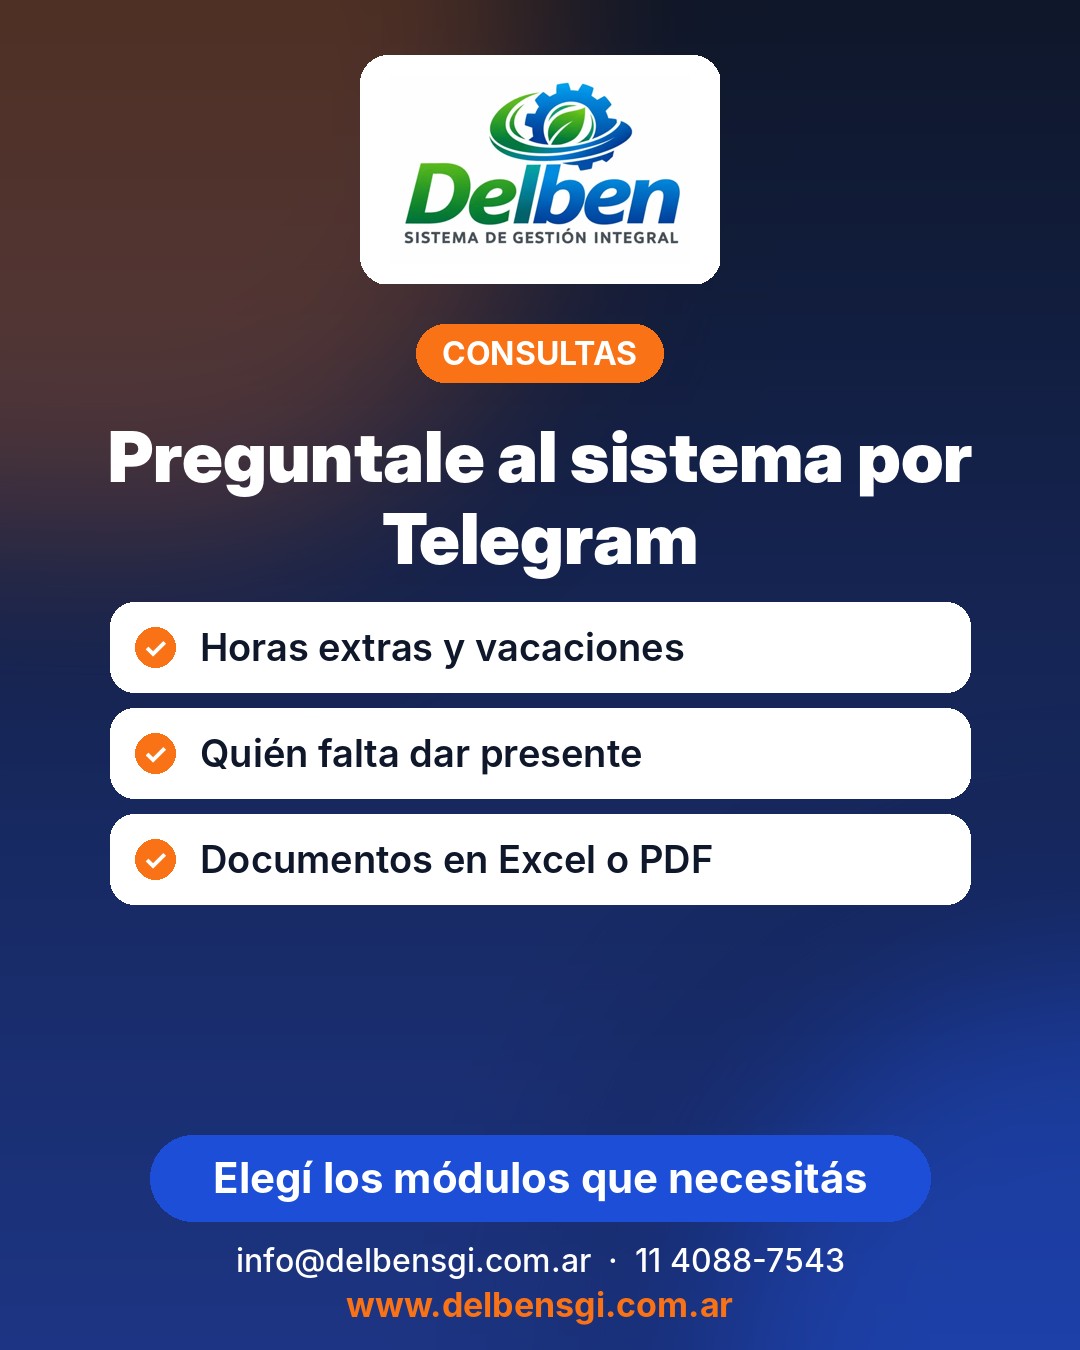 Delben
SISTEMA DE GESTIÓN INTEGRAL
CONSULTAS
Preguntale al sistema por
Telegram
Horas extras y vacaciones
Quién falta dar presente
Documentos en Excel o PDF
Elegí los módulos que necesitás
info@delbensgi.com.ar · 11 4088-7543
www.delbensgi.com.ar